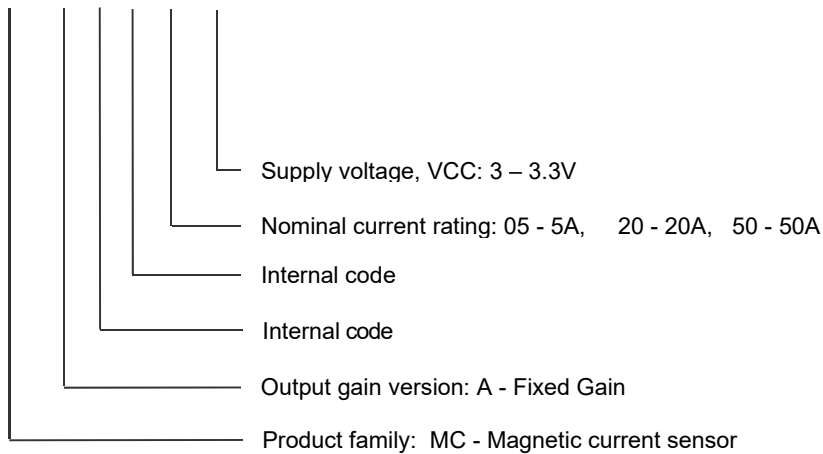 Supply voltage, VCC: 3 – 3.3V
Nominal current rating: 05 - 5A, 20 - 20A, 50 - 50A
Internal code
Internal code
Output gain version: A - Fixed Gain
Product family: MC - Magnetic current sensor